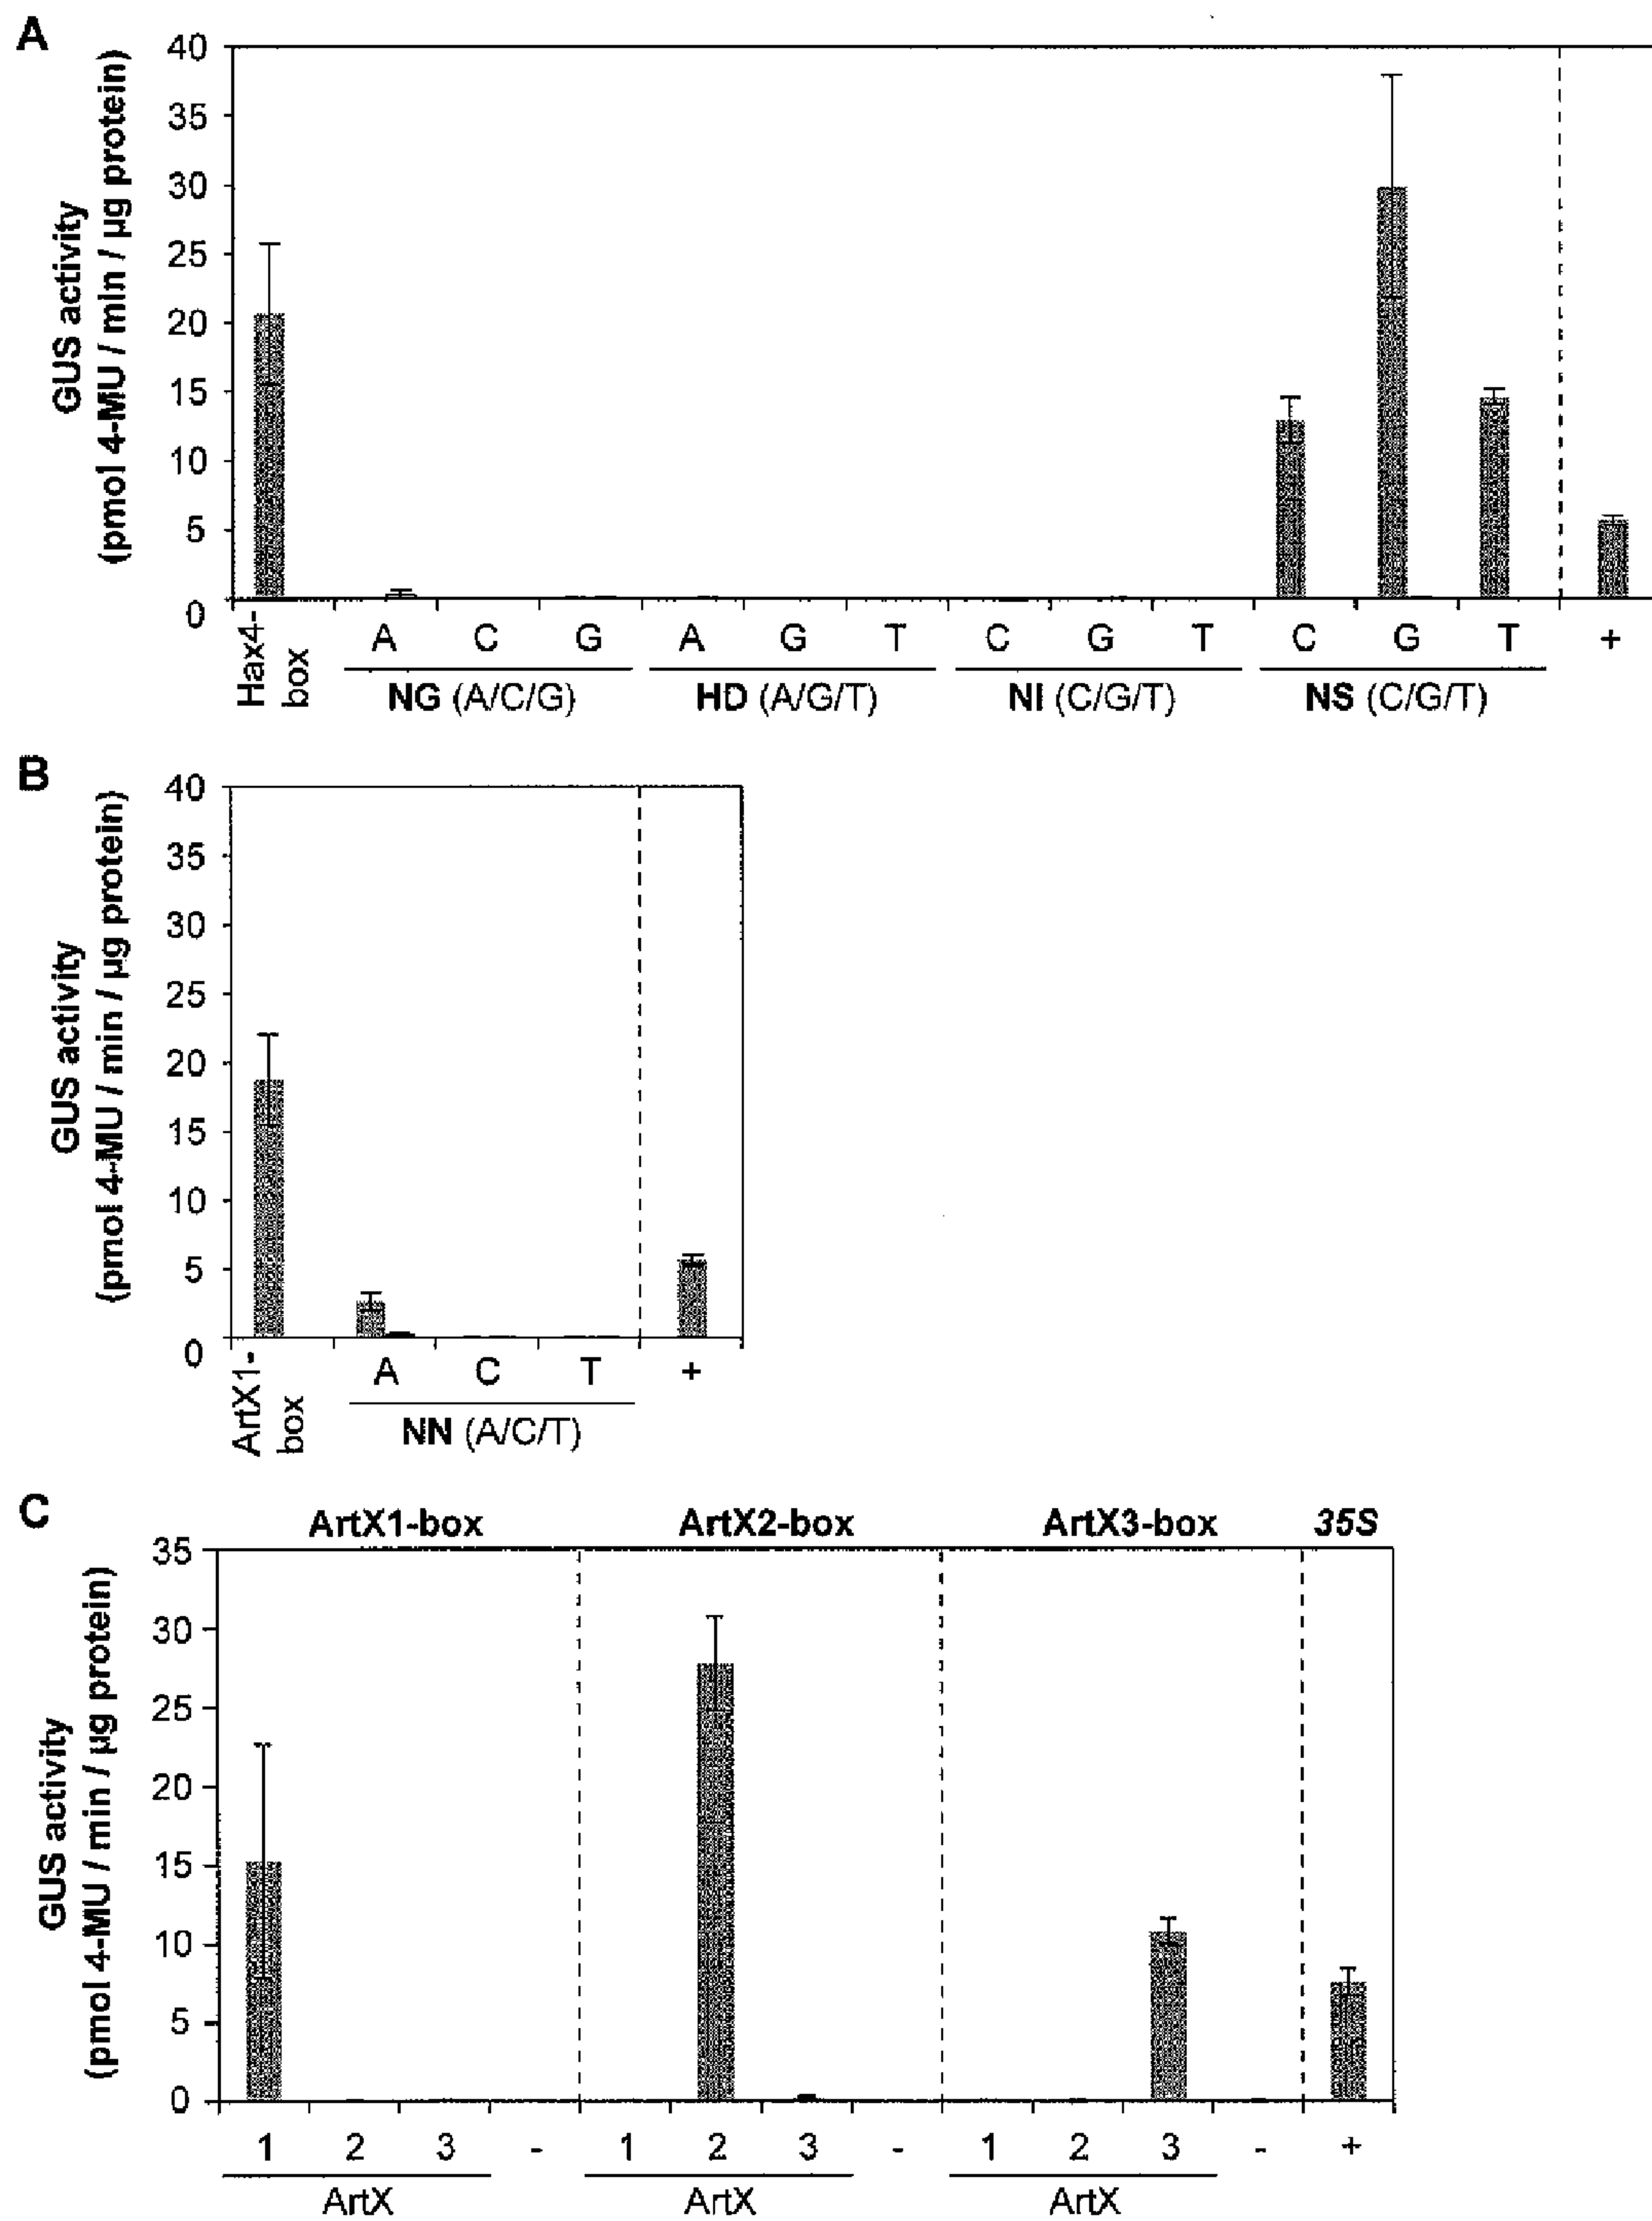 A
GUS activity
(pmol 4-MU / min / µg protein)
40
35
30
25
20
15
10
5
0
Hax4-
box
A C G A G T C G T C G T +
NG (A/C/G) HD (A/G/T) NI (C/G/T) NS (C/G/T)
B
GUS activity
(pmol 4-MU / min / µg protein)
40
35
30
25
20
15
10
5
0
ArtX1-
box
A C T +
NN (A/C/T)
C
ArtX1-box ArtX2-box ArtX3-box 35S
GUS activity
(pmol 4-MU / min / µg protein)
35
30
25
20
15
10
5
0
1 2 3 - 1 2 3 - 1 2 3 - +
ArtX ArtX ArtX